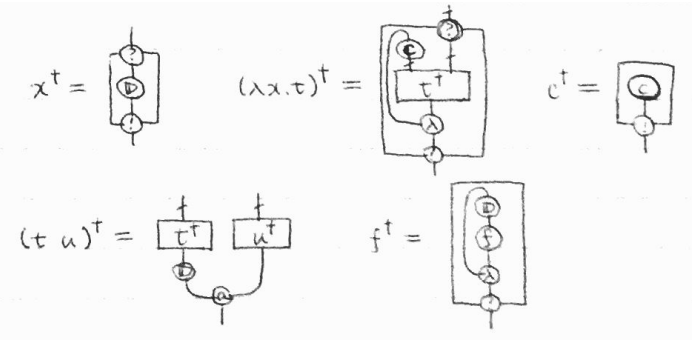 x† =
?
D
!
(λx.t)† =
?
C
t†
λ
c† =
c
!
(t u)† =
t†
u†
D
@
f† =
D
f
λ